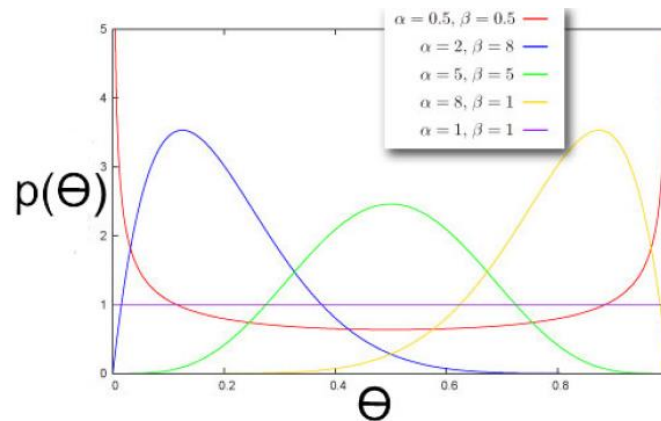 α = 0.5, β = 0.5
α = 2, β = 8
α = 5, β = 5
α = 8, β = 1
α = 1, β = 1
5
4
3
2
1
0
p(Θ)
0 0.2 0.4 0.6 0.8
Θ